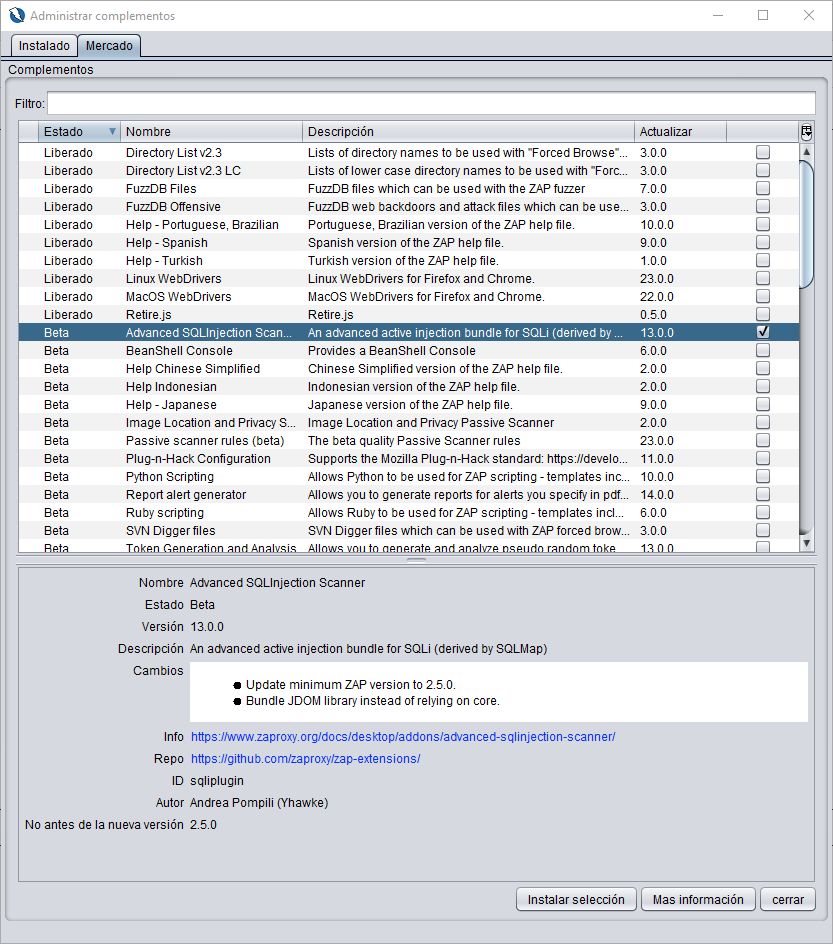 Administrar complementos
Instalado Mercado
Complementos
Filtro:
Estado Nombre Descripción Actualizar
Liberado Directory List v2.3 Lists of directory names to be used with "Forced Browse"... 3.0.0
Liberado Directory List v2.3 LC Lists of lower case directory names to be used with "Forc... 3.0.0
Liberado FuzzDB Files FuzzDB files which can be used with the ZAP fuzzer 7.0.0
Liberado FuzzDB Offensive FuzzDB web backdoors and attack files which can be use... 3.0.0
Liberado Help - Portuguese, Brazilian Portuguese, Brazilian version of the ZAP help file. 10.0.0
Liberado Help - Spanish Spanish version of the ZAP help file. 9.0.0
Liberado Help - Turkish Turkish version of the ZAP help file. 1.0.0
Liberado Linux WebDrivers Linux WebDrivers for Firefox and Chrome. 23.0.0
Liberado MacOS WebDrivers MacOS WebDrivers for Firefox and Chrome. 22.0.0
Liberado Retire.js Retire.js 0.5.0
Beta Advanced SQLInjection Scan... An advanced active injection bundle for SQLi (derived by ... 13.0.0
Beta BeanShell Console Provides a BeanShell Console 6.0.0
Beta Help Chinese Simplified Chinese Simplified version of the ZAP help file. 2.0.0
Beta Help Indonesian Indonesian version of the ZAP help file. 2.0.0
Beta Help - Japanese Japanese version of the ZAP help file. 9.0.0
Beta Image Location and Privacy S... Image Location and Privacy Passive Scanner 2.0.0
Beta Passive scanner rules (beta) The beta quality Passive Scanner rules 23.0.0
Beta Plug-n-Hack Configuration Supports the Mozilla Plug-n-Hack standard: https://develo... 11.0.0
Beta Python Scripting Allows Python to be used for ZAP scripting - templates inc... 10.0.0
Beta Report alert generator Allows you to generate reports for alerts you specify in pdf... 14.0.0
Beta Ruby scripting Allows Ruby to be used for ZAP scripting - templates incl... 6.0.0
Beta SVN Digger files SVN Digger files which can be used with ZAP forced brow... 3.0.0
Beta Token Generation and Analysis Allows you to generate and analyze pseudo random toke... 13.0.0
Nombre Advanced SQLInjection Scanner
Estado Beta
Versión 13.0.0
Descripción An advanced active injection bundle for SQLi (derived by SQLMap)
Cambios
● Update minimum ZAP version to 2.5.0.
● Bundle JDOM library instead of relying on core.
Info https://www.zaproxy.org/docs/desktop/addons/advanced-sqlinjection-scanner/
Repo https://github.com/zaproxy/zap-extensions/
ID sqliplugin
Autor Andrea Pompili (Yhawke)
No antes de la nueva versión 2.5.0
Instalar selección Mas información cerrar